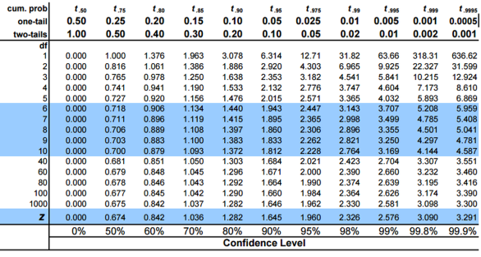 cum. prob t .50 t .75 t .80 t .85 t .90 t .95 t .975 t .99 t .995 t .999 t .9995
one-tail 0.50 0.25 0.20 0.15 0.10 0.05 0.025 0.01 0.005 0.001 0.0005
two-tails 1.00 0.50 0.40 0.30 0.20 0.10 0.05 0.02 0.01 0.002 0.001
df
1 0.000 1.000 1.376 1.963 3.078 6.314 12.71 31.82 63.66 318.31 636.62
2 0.000 0.816 1.061 1.386 1.886 2.920 4.303 6.965 9.925 22.327 31.599
3 0.000 0.765 0.978 1.250 1.638 2.353 3.182 4.541 5.841 10.215 12.924
4 0.000 0.741 0.941 1.190 1.533 2.132 2.776 3.747 4.604 7.173 8.610
5 0.000 0.727 0.920 1.156 1.476 2.015 2.571 3.365 4.032 5.893 6.869
6 0.000 0.718 0.906 1.134 1.440 1.943 2.447 3.143 3.707 5.208 5.959
7 0.000 0.711 0.896 1.119 1.415 1.895 2.365 2.998 3.499 4.785 5.408
8 0.000 0.706 0.889 1.108 1.397 1.860 2.306 2.896 3.355 4.501 5.041
9 0.000 0.703 0.883 1.100 1.383 1.833 2.262 2.821 3.250 4.297 4.781
10 0.000 0.700 0.879 1.093 1.372 1.812 2.228 2.764 3.169 4.144 4.587
40 0.000 0.681 0.851 1.050 1.303 1.684 2.021 2.423 2.704 3.307 3.551
60 0.000 0.679 0.848 1.045 1.296 1.671 2.000 2.390 2.660 3.232 3.460
80 0.000 0.678 0.846 1.043 1.292 1.664 1.990 2.374 2.639 3.195 3.416
100 0.000 0.677 0.845 1.042 1.290 1.660 1.984 2.364 2.626 3.174 3.390
1000 0.000 0.675 0.842 1.037 1.282 1.646 1.962 2.330 2.581 3.098 3.300
Z 0.000 0.674 0.842 1.036 1.282 1.645 1.960 2.326 2.576 3.090 3.291
0% 50% 60% 70% 80% 90% 95% 98% 99% 99.8% 99.9%
Confidence Level